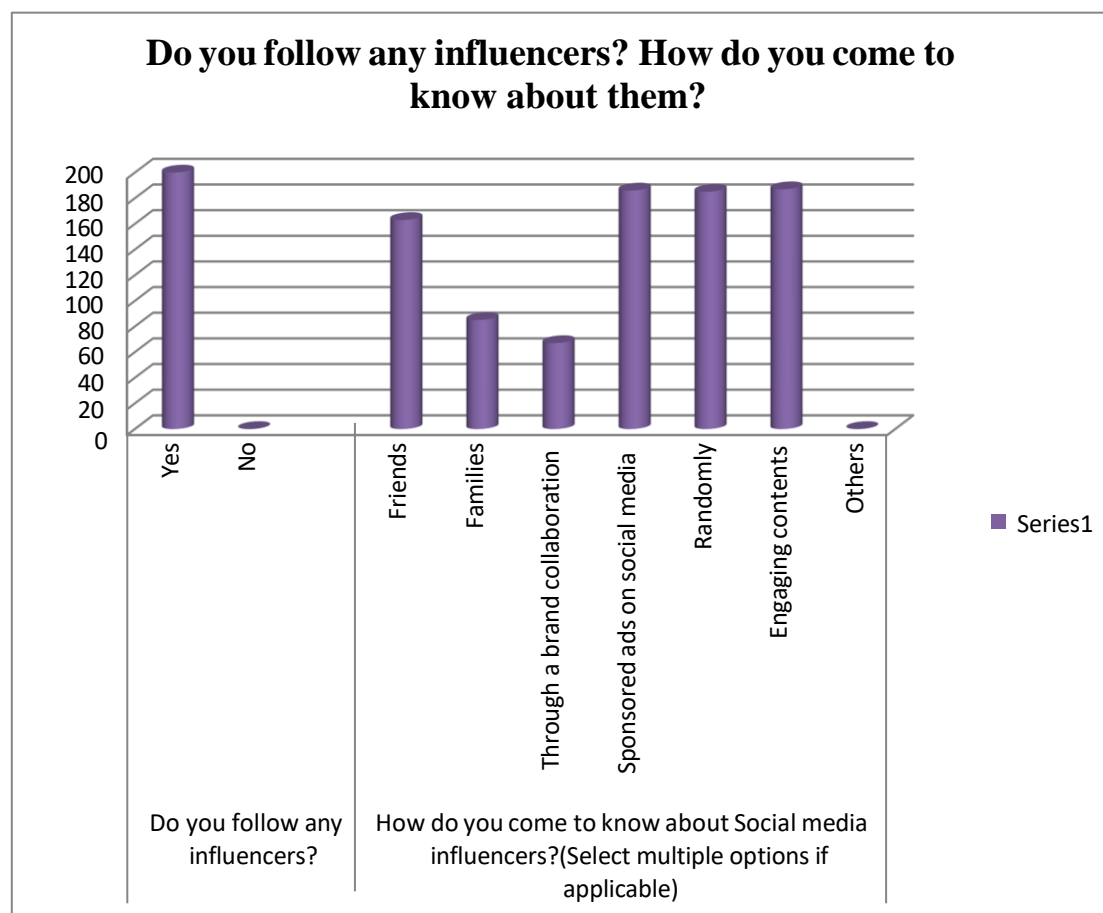 Do you follow any influencers? How do you come to
know about them?
200
180
160
140
120
100
80
60
40
20
0
Yes
No
Friends
Families
Through a brand collaboration
Sponsored ads on social media
Randomly
Engaging contents
Others
Series1
Do you follow any
influencers?
How do you come to know about Social media
influencers?(Select multiple options if
applicable)